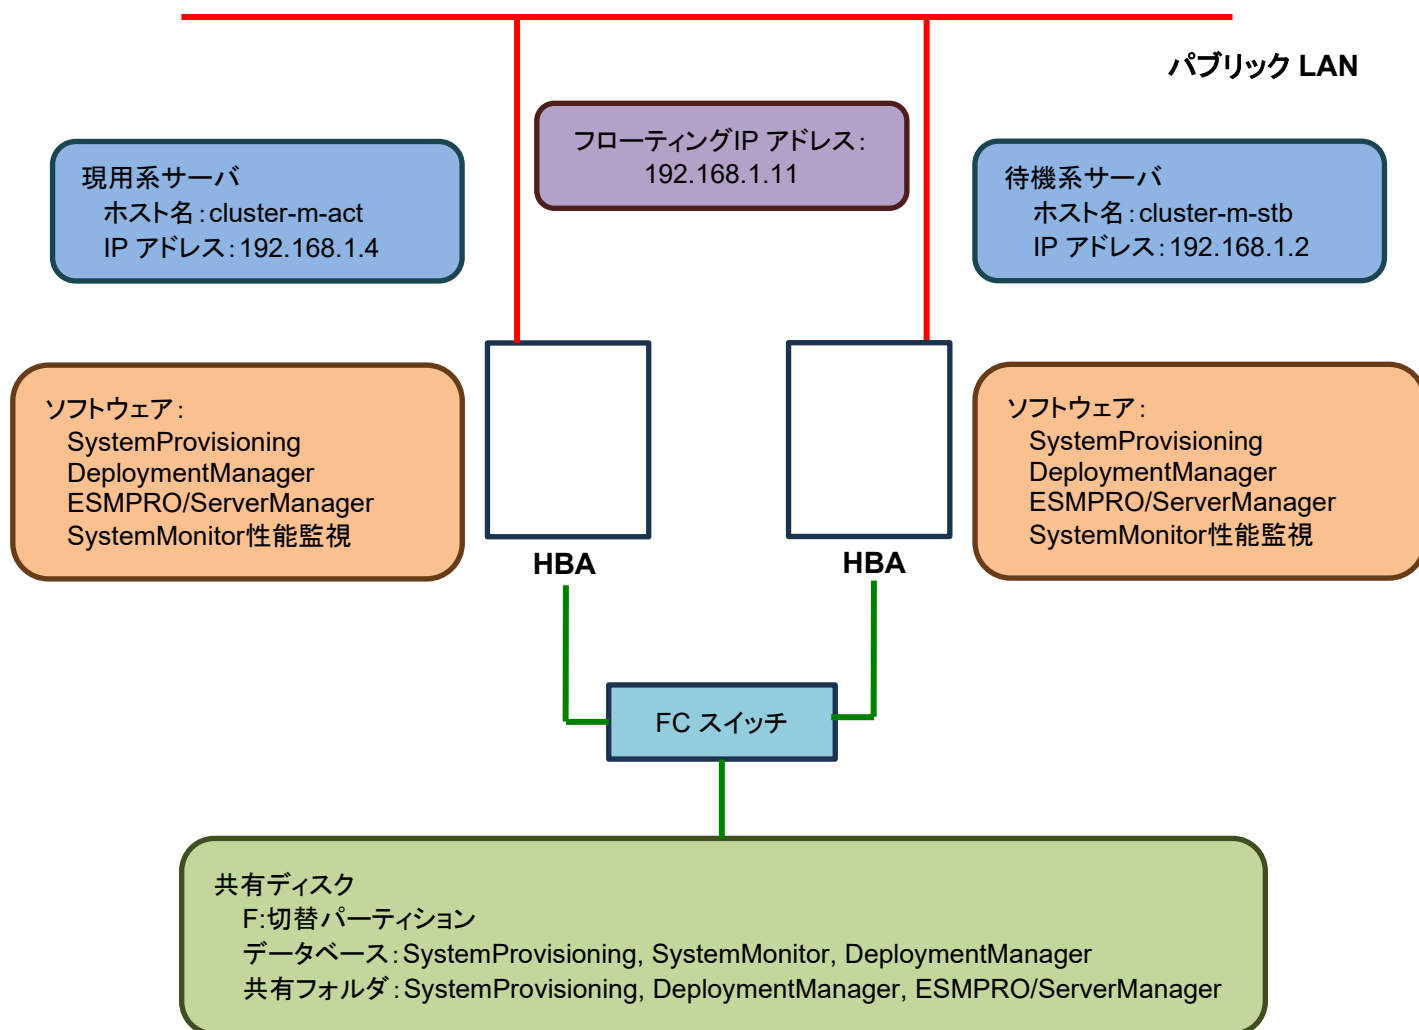 パブリック LAN
フローティングIP アドレス：
192.168.1.11
現用系サーバ
ホスト名：cluster-m-act
IP アドレス：192.168.1.4
待機系サーバ
ホスト名：cluster-m-stb
IP アドレス：192.168.1.2
ソフトウェア：
SystemProvisioning
DeploymentManager
ESMPRO/ServerManager
SystemMonitor性能監視
ソフトウェア：
SystemProvisioning
DeploymentManager
ESMPRO/ServerManager
SystemMonitor性能監視
HBA
HBA
FC スイッチ
共有ディスク
F:切替パーティション
データベース：SystemProvisioning, SystemMonitor, DeploymentManager
共有フォルダ：SystemProvisioning, DeploymentManager, ESMPRO/ServerManager